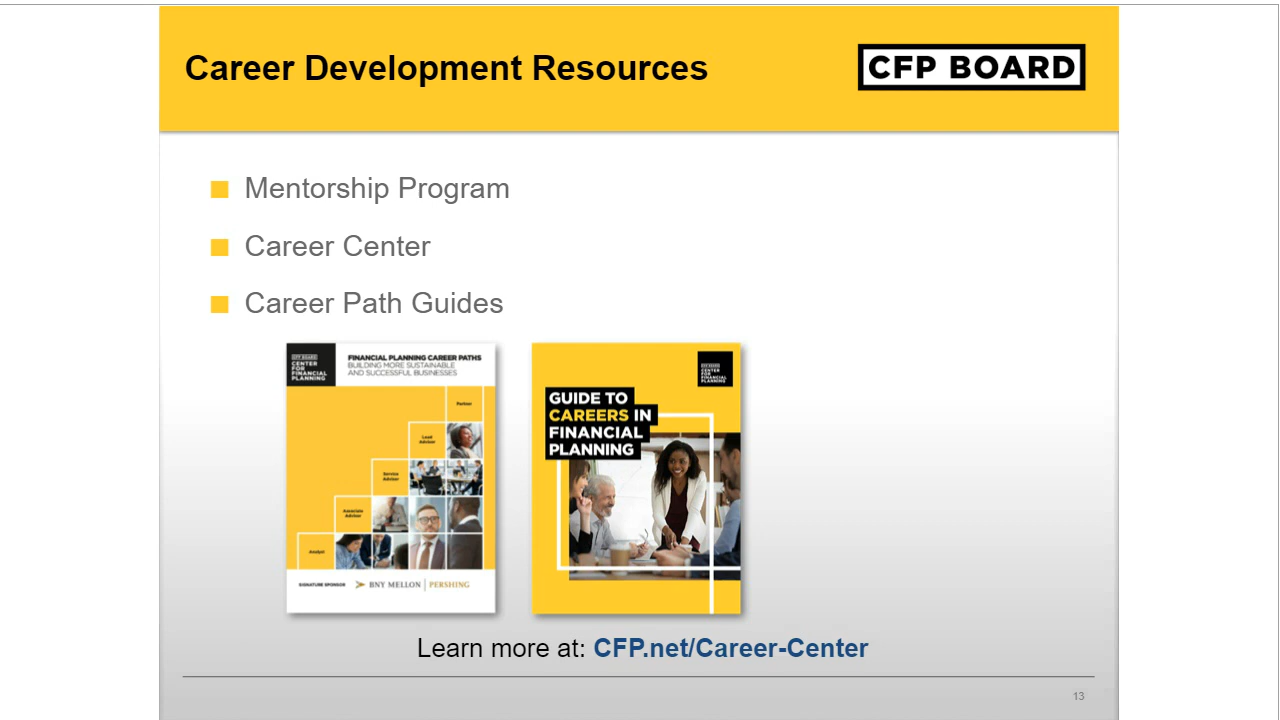 Career Development Resources
CFP BOARD
Mentorship Program
Career Center
Career Path Guides
CFP BOARD
CENTER
FOR
FINANCIAL
PLANNING
FINANCIAL PLANNING CAREER PATHS
BUILDING MORE SUSTAINABLE
AND SUCCESSFUL BUSINESSES
Partner
Lead
Advisor
Service
Advisor
Associate
Advisor
Analyst
SIGNATURE SPONSOR
BNY MELLON | PERSHING
CFP BOARD
CENTER
FOR
FINANCIAL
PLANNING
GUIDE TO
CAREERS IN
FINANCIAL
PLANNING
Learn more at: CFP.net/Career-Center
13